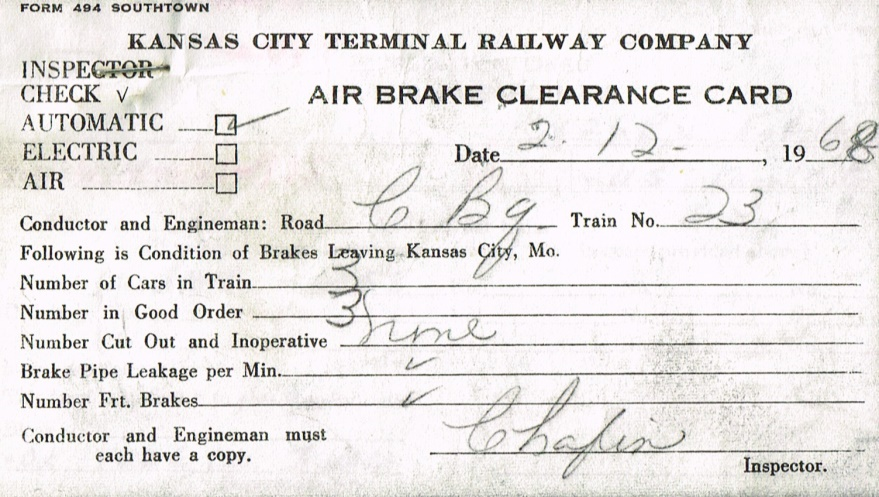 FORM 494 SOUTHTOWN
KANSAS CITY TERMINAL RAILWAY COMPANY
INSPECTOR
CHECK √
AIR BRAKE CLEARANCE CARD
AUTOMATIC
ELECTRIC
Date 2. 12 - , 1968
AIR
Conductor and Engineman: Road C B q Train No. 23
Following is Condition of Brakes Leaving Kansas City, Mo.
Number of Cars in Train 3
Number in Good Order 3
Number Cut Out and Inoperative none
Brake Pipe Leakage per Min. ✓
Number Frt. Brakes ✓
Conductor and Engineman must
each have a copy.
Chafin
Inspector.